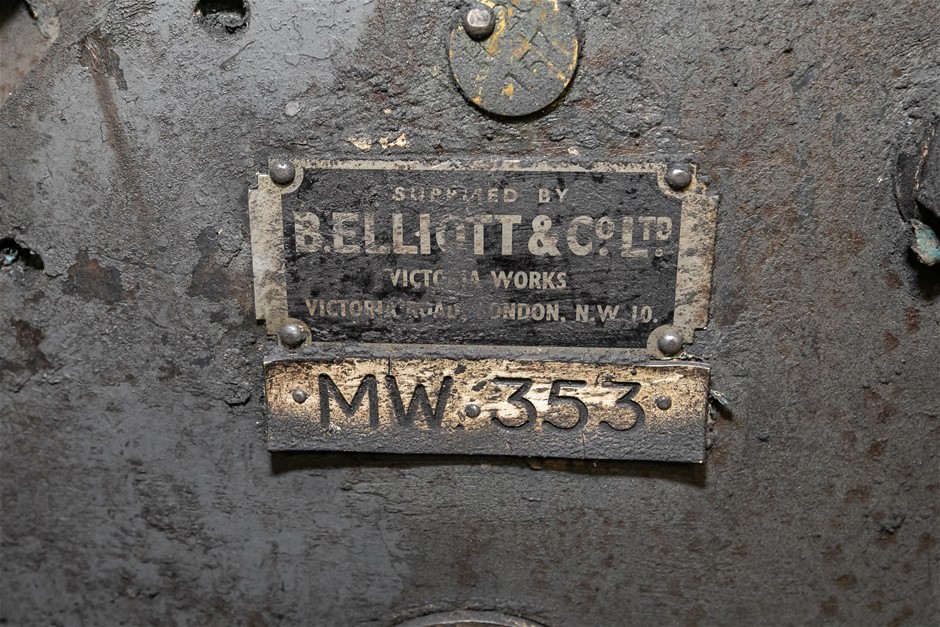 SUPPLIED BY
B. ELLIOTT & CO. LTD.
VICTORIA WORKS
VICTORIA ROAD, LONDON, N.W. 10.
MW 353